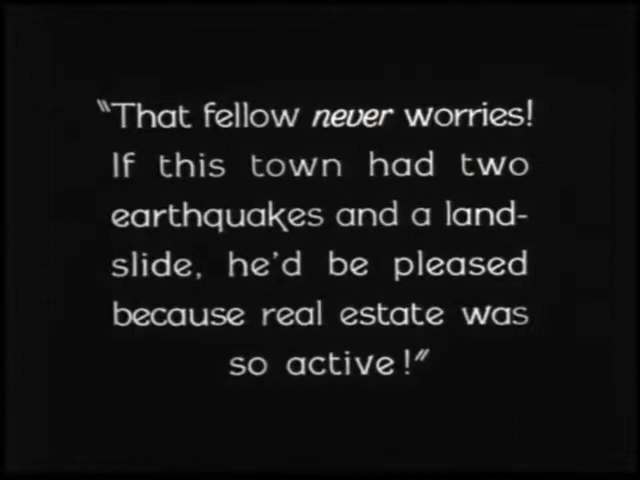 "That fellow never worries!
If this town had two
earthquakes and a land-
slide, he'd be pleased
because real estate was
so active!"